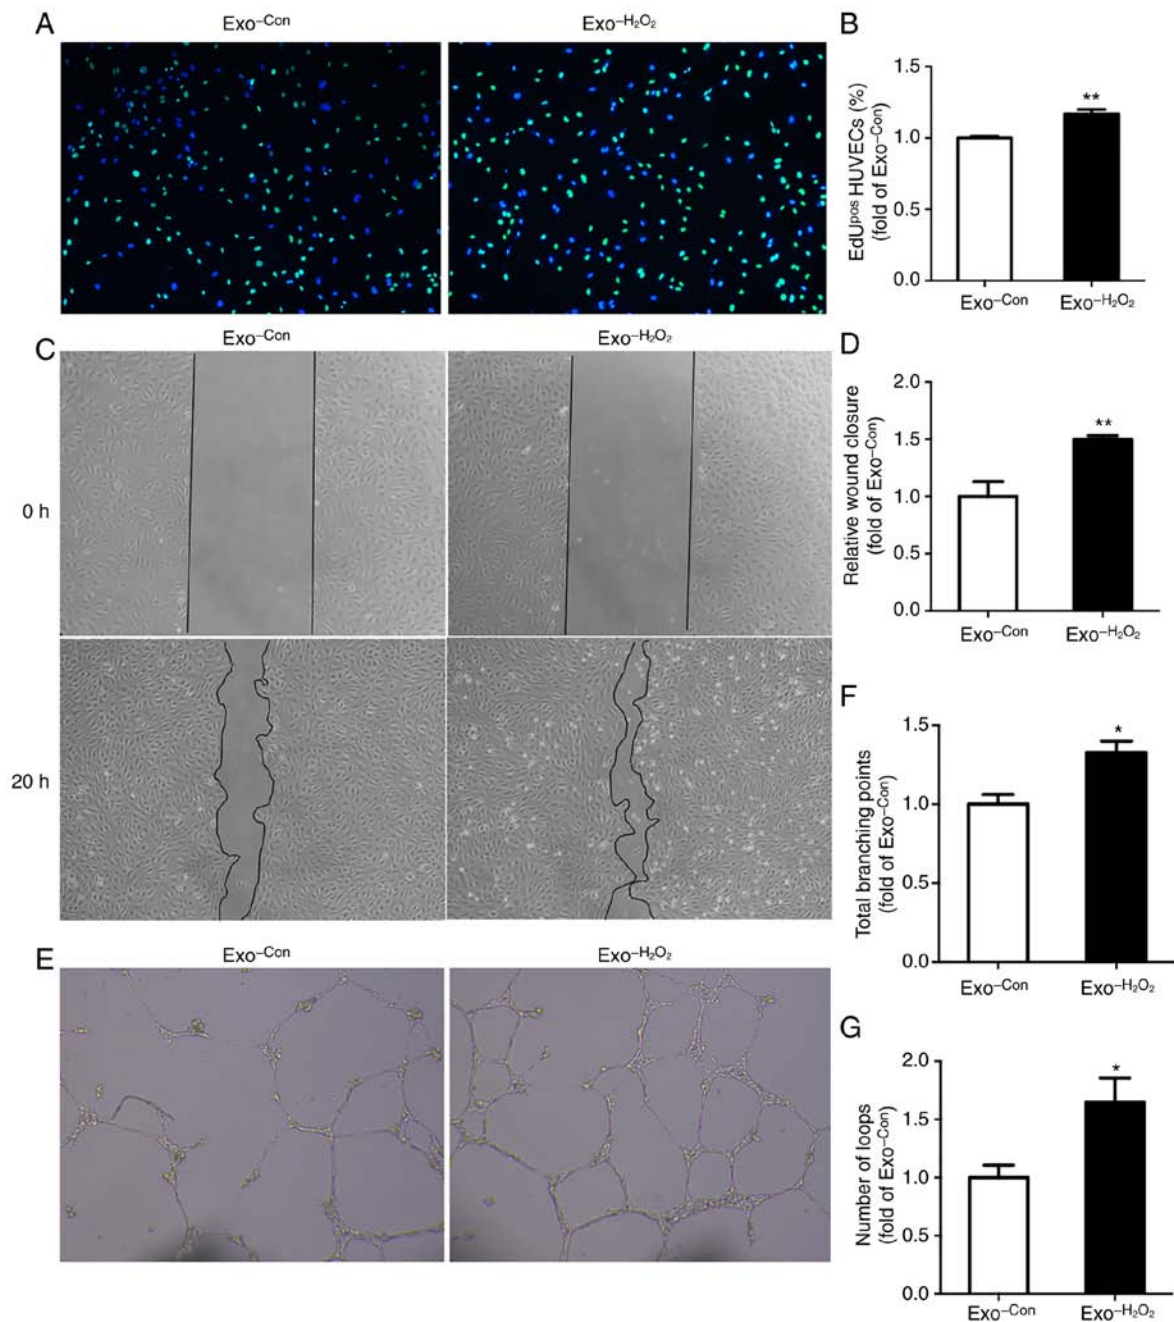 A
Exo⁻ᶜᵒⁿ
Exo⁻ᴴ²ᴼ²
B
EdUᵖᵒˢ HUVECs (%)
(fold of Exo⁻ᶜᵒⁿ)
1.5
1.0
0.5
0.0
**
Exo⁻ᶜᵒⁿ
Exo⁻ᴴ²ᴼ²
C
Exo⁻ᶜᵒⁿ
Exo⁻ᴴ²ᴼ²
0 h
20 h
D
Relative wound closure
(fold of Exo⁻ᶜᵒⁿ)
2.0
1.5
1.0
0.5
0.0
**
Exo⁻ᶜᵒⁿ
Exo⁻ᴴ²ᴼ²
E
Exo⁻ᶜᵒⁿ
Exo⁻ᴴ²ᴼ²
F
Total branching points
(fold of Exo⁻ᶜᵒⁿ)
1.5
1.0
0.5
0.0
*
Exo⁻ᶜᵒⁿ
Exo⁻ᴴ²ᴼ²
G
Number of loops
(fold of Exo⁻ᶜᵒⁿ)
2.0
1.5
1.0
0.5
0.0
*
Exo⁻ᶜᵒⁿ
Exo⁻ᴴ²ᴼ²